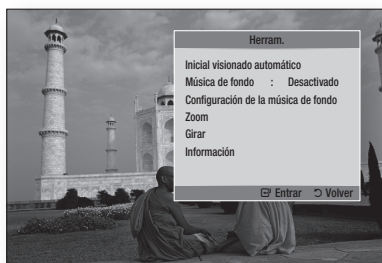 Herram.
Inicial visionado automático
Música de fondo : Desactivado
Configuración de la música de fondo
Zoom
Girar
Información
Entrar Volver